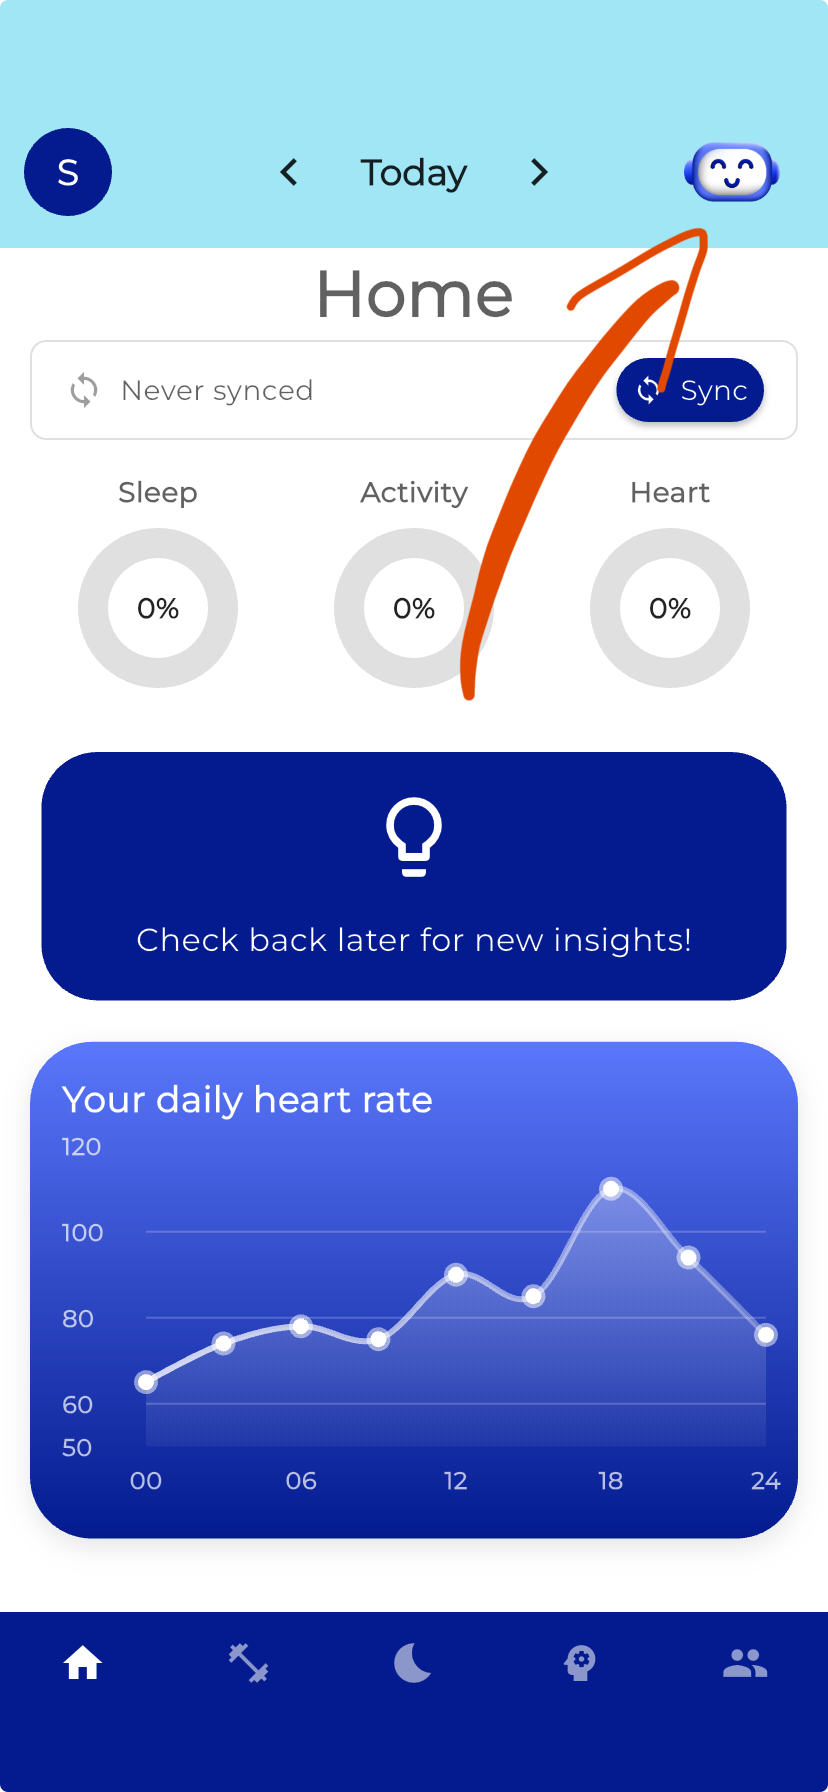 S
Today
Home
Never synced
Sync
Sleep
Activity
Heart
0%
0%
0%
Check back later for new insights!
Your daily heart rate
120
100
80
60
50
00
06
12
18
24